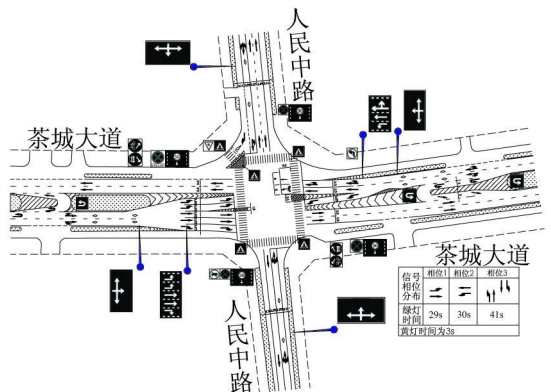 人民中路
茶城大道
茶城大道
人民中路
信号相位分布 相位1 相位2 相位3
绿灯时间 29s 30s 41s
黄灯时间为3s